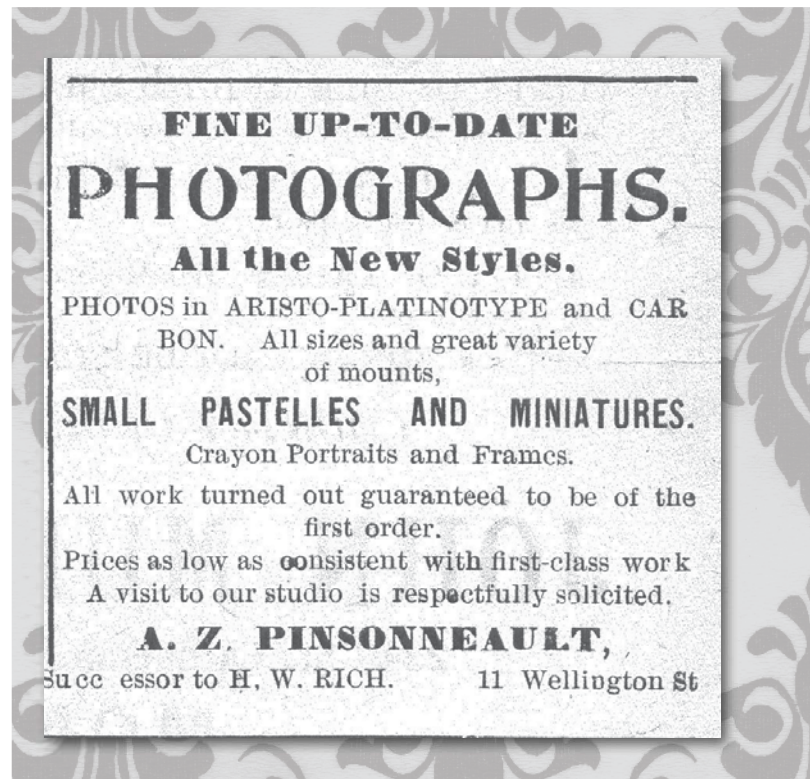 FINE UP-TO-DATE
PHOTOGRAPHS.
All the New Styles.
PHOTOS in ARISTO-PLATINOTYPE and CAR
BON. All sizes and great variety
of mounts,
SMALL PASTELLES AND MINIATURES.
Crayon Portraits and Frames.
All work turned out guaranteed to be of the
first order.
Prices as low as consistent with first-class work
A visit to our studio is respectfully solicited.
A. Z. PINSONNEAULT,
Succ essor to H. W. RICH. 11 Wellington St